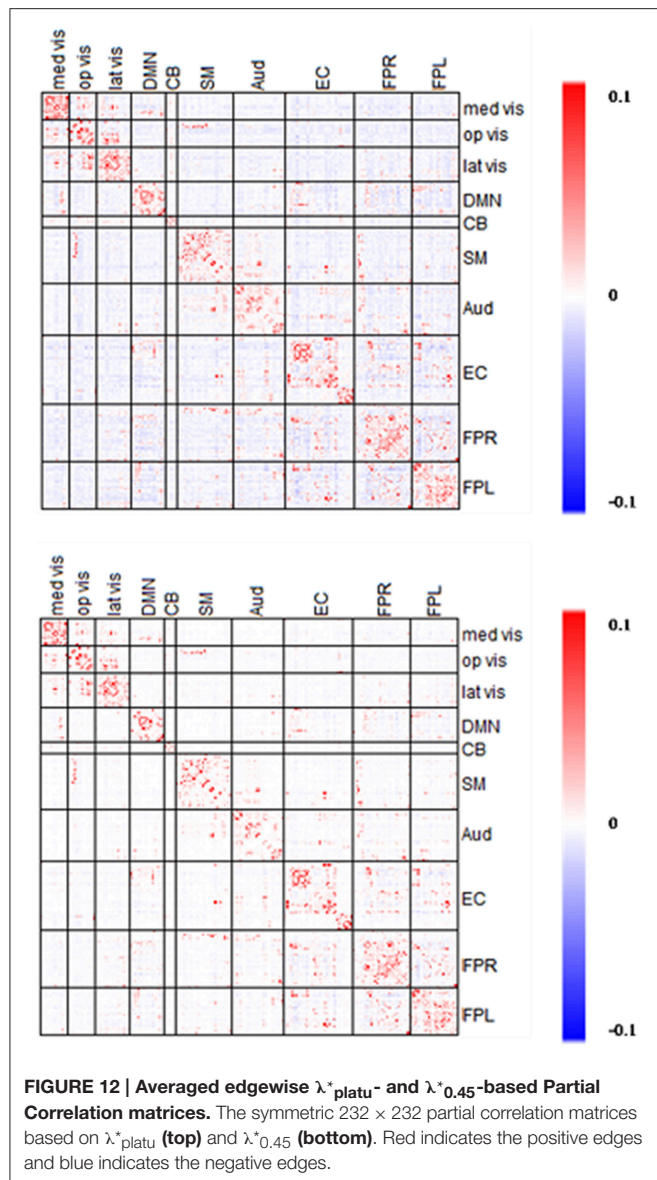 med vis op vis lat vis DMN CB SM Aud EC FPR FPL
med vis
op vis
lat vis
DMN
CB
SM
Aud
EC
FPR
FPL
0.1
0
-0.1
med vis op vis lat vis DMN CB SM Aud EC FPR FPL
med vis
op vis
lat vis
DMN
CB
SM
Aud
EC
FPR
FPL
0.1
0
-0.1
FIGURE 12 | Averaged edgewise λ*platu- and λ*0.45-based Partial
Correlation matrices. The symmetric 232 × 232 partial correlation matrices
based on λ*platu (top) and λ*0.45 (bottom). Red indicates the positive edges
and blue indicates the negative edges.